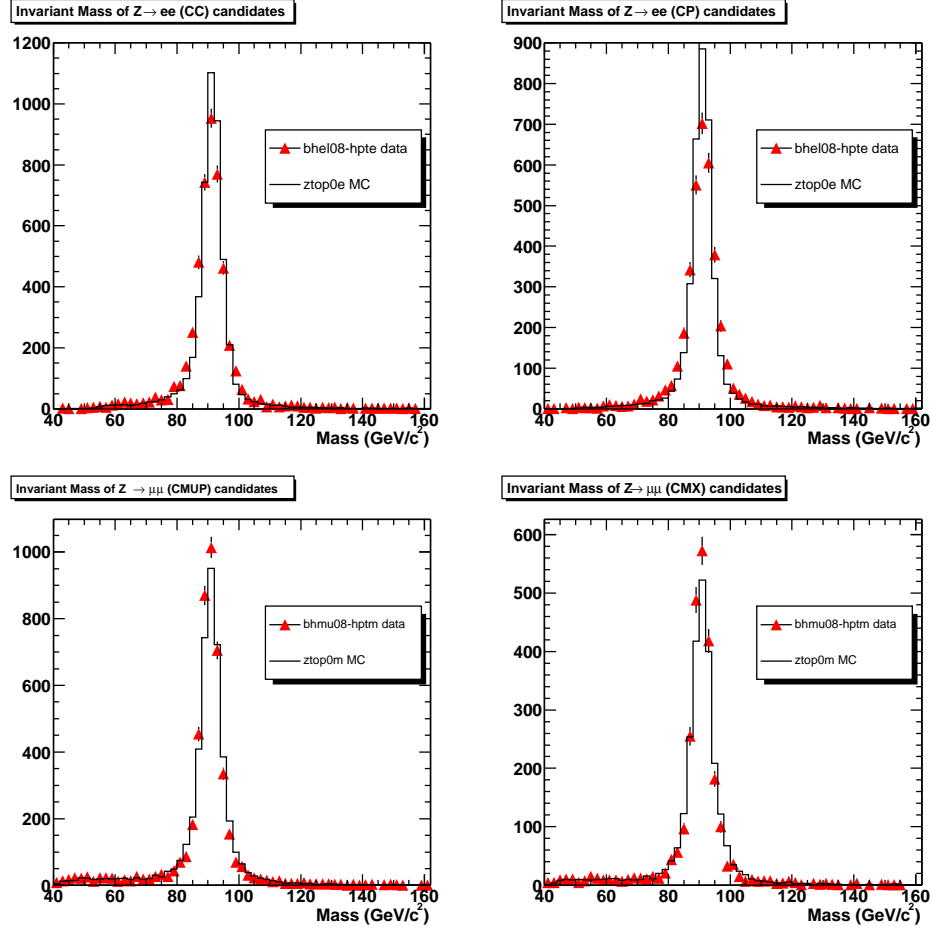 Invariant Mass of Z→ ee (CC) candidates
1200
1000
800
600
400
200
0
40 60 80 100 120 140 160
Mass (GeV/c²)
bhel08-hpte data
ztop0e MC
Invariant Mass of Z→ ee (CP) candidates
900
800
700
600
500
400
300
200
100
0
40 60 80 100 120 140 160
Mass (GeV/c²)
bhel08-hpte data
ztop0e MC
Invariant Mass of Z → μμ (CMUP) candidates
1000
800
600
400
200
0
40 60 80 100 120 140 160
Mass (GeV/c²)
bhmu08-hptm data
ztop0m MC
Invariant Mass of Z→ μμ (CMX) candidates
600
500
400
300
200
100
0
40 60 80 100 120 140 160
Mass (GeV/c²)
bhmu08-hptm data
ztop0m MC